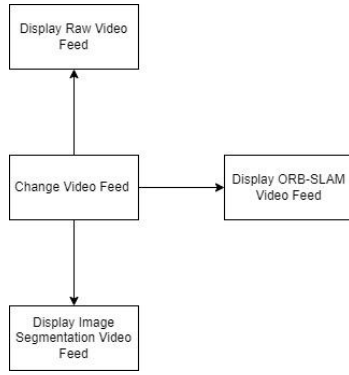 Display Raw Video
Feed
Change Video Feed
Display ORB-SLAM
Video Feed
Display Image
Segmentation Video
Feed